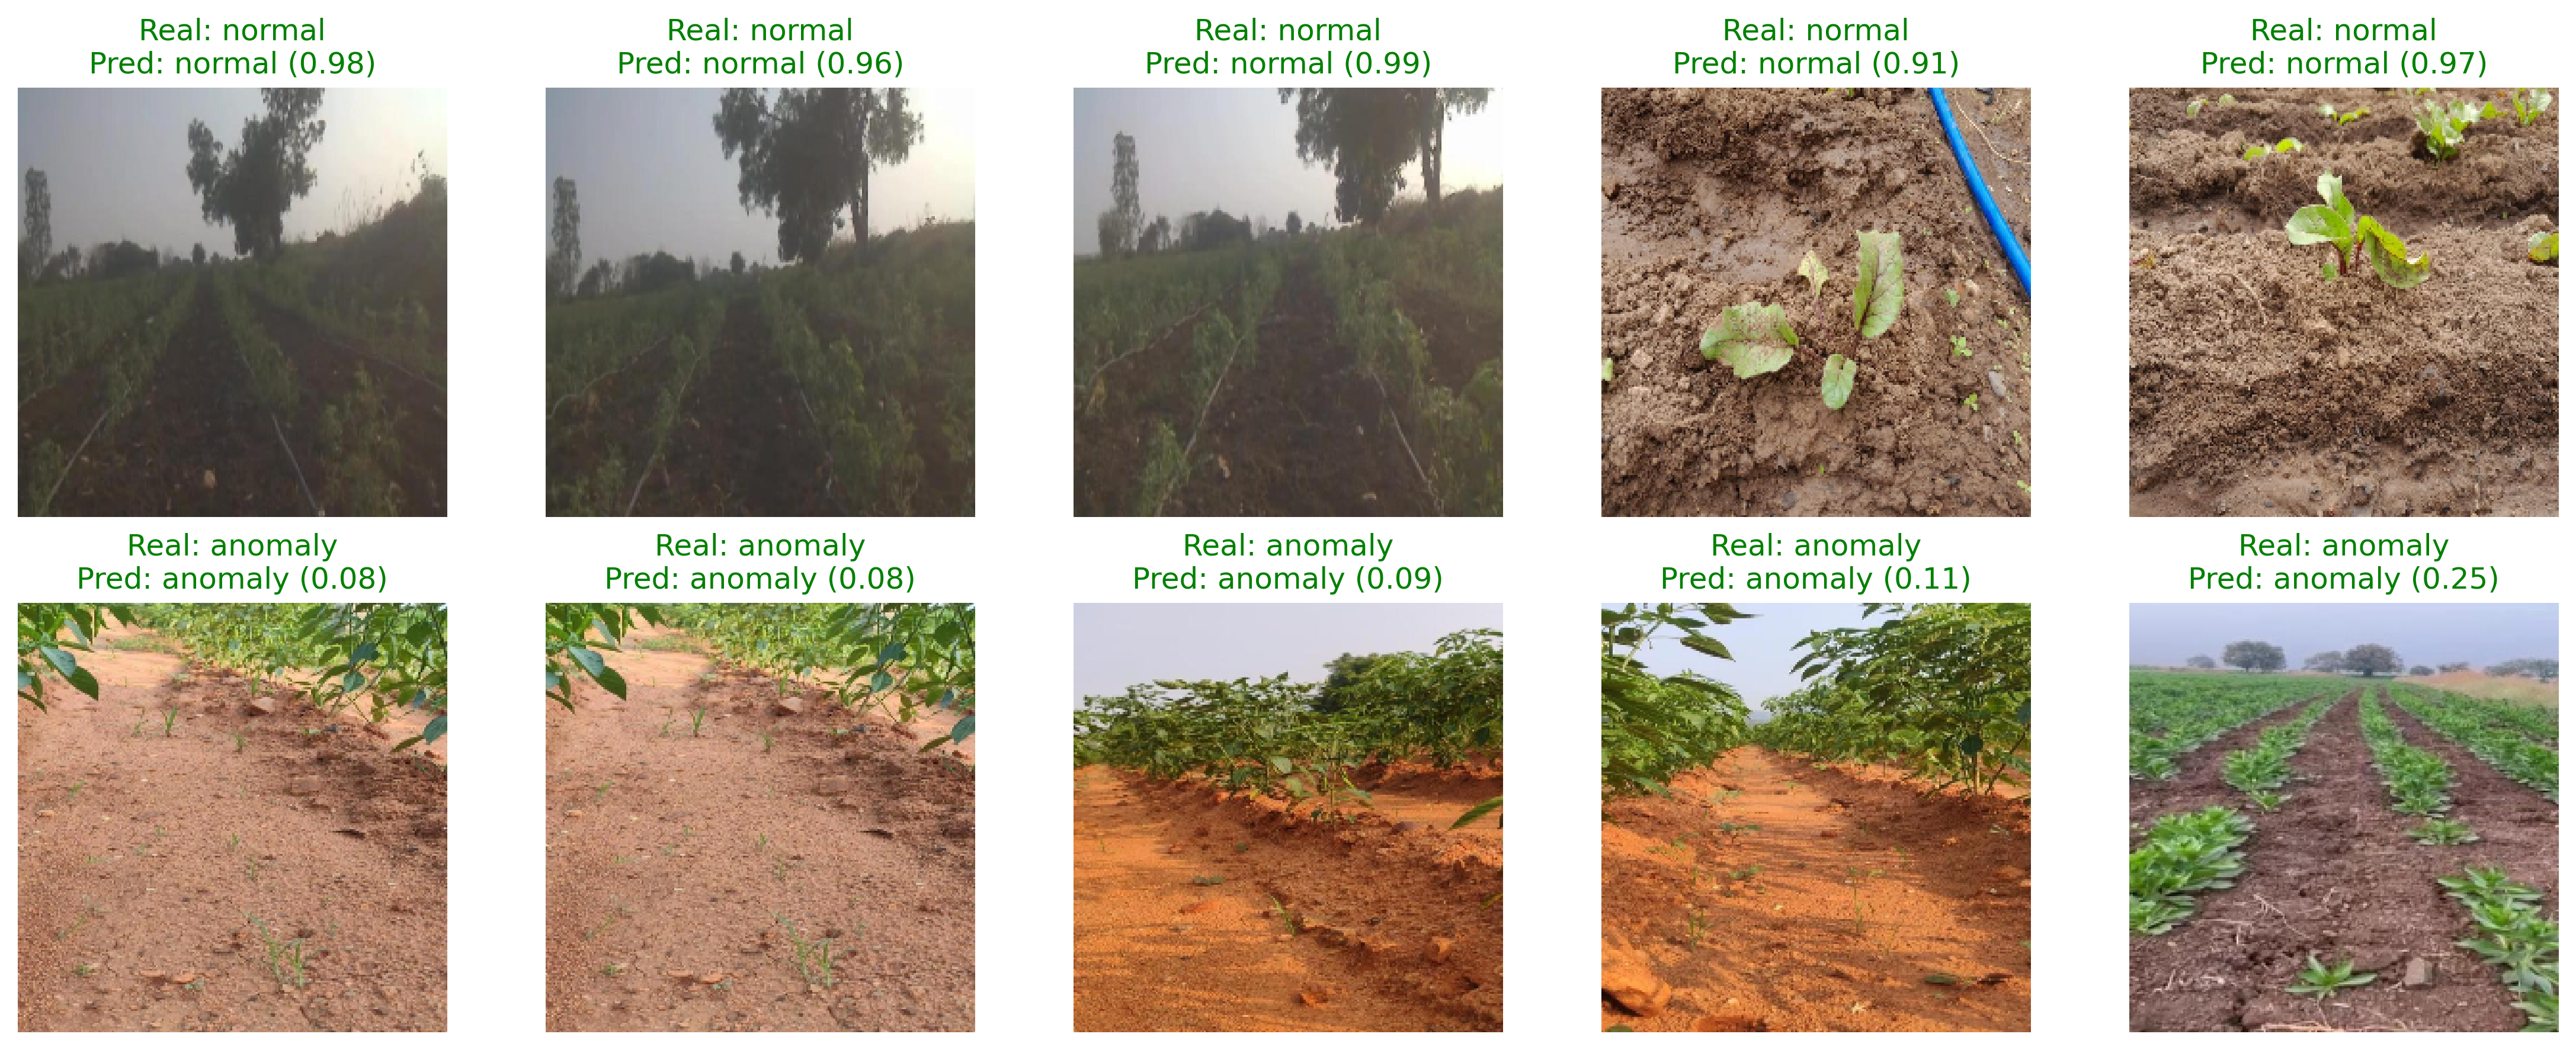 Real: normal
Pred: normal (0.98)
Real: normal
Pred: normal (0.96)
Real: normal
Pred: normal (0.99)
Real: normal
Pred: normal (0.91)
Real: normal
Pred: normal (0.97)
Real: anomaly
Pred: anomaly (0.08)
Real: anomaly
Pred: anomaly (0.08)
Real: anomaly
Pred: anomaly (0.09)
Real: anomaly
Pred: anomaly (0.11)
Real: anomaly
Pred: anomaly (0.25)